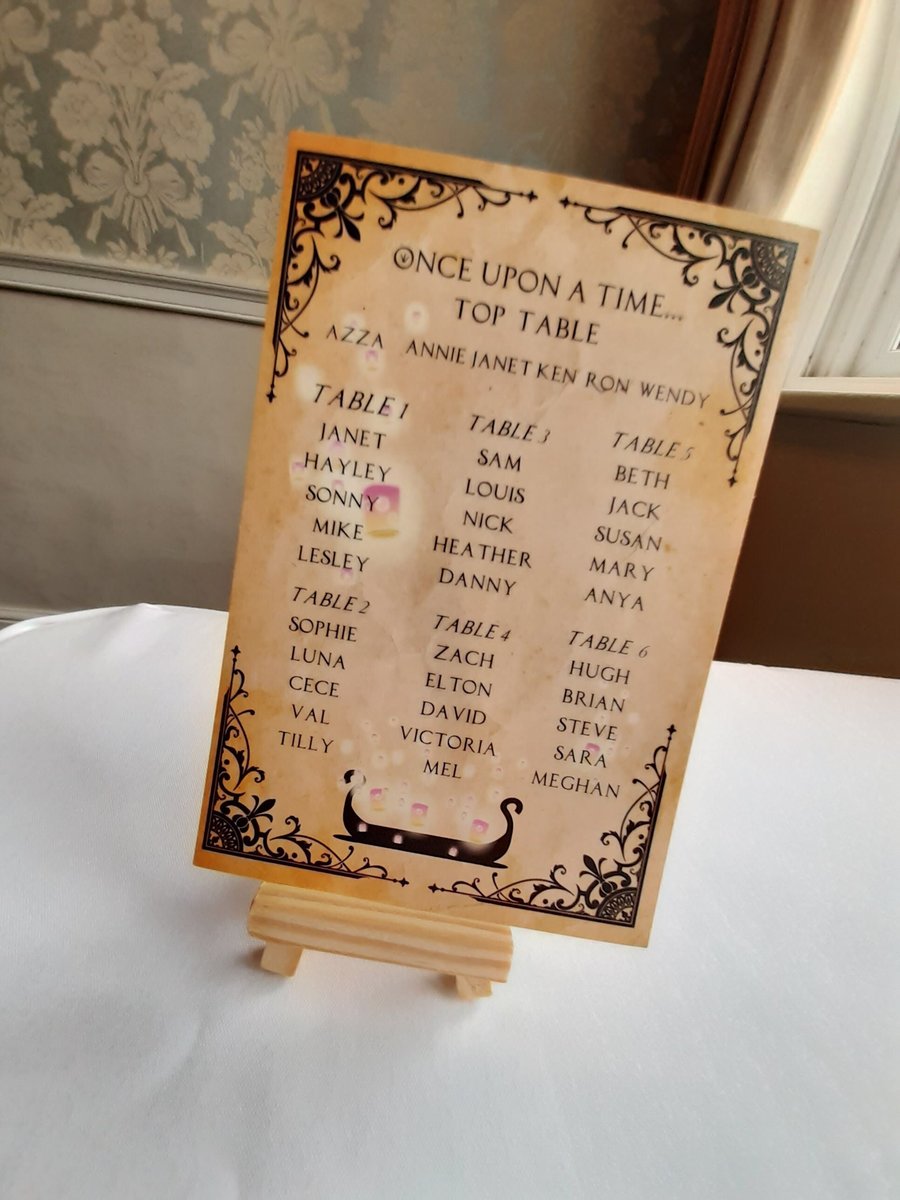 ONCE UPON A TIME...
TOP TABLE
AZZA ANNIE JANET KEN RON WENDY
TABLE 1
JANET
HAYLEY
SONNY
MIKE
LESLEY
TABLE 2
SOPHIE
LUNA
CECE
VAL
TILLY
TABLE 3
SAM
LOUIS
NICK
HEATHER
DANNY
TABLE 4
ZACH
ELTON
DAVID
VICTORIA
MEL
TABLE 5
BETH
JACK
SUSAN
MARY
ANYA
TABLE 6
HUGH
BRIAN
STEVE
SARA
MEGHAN